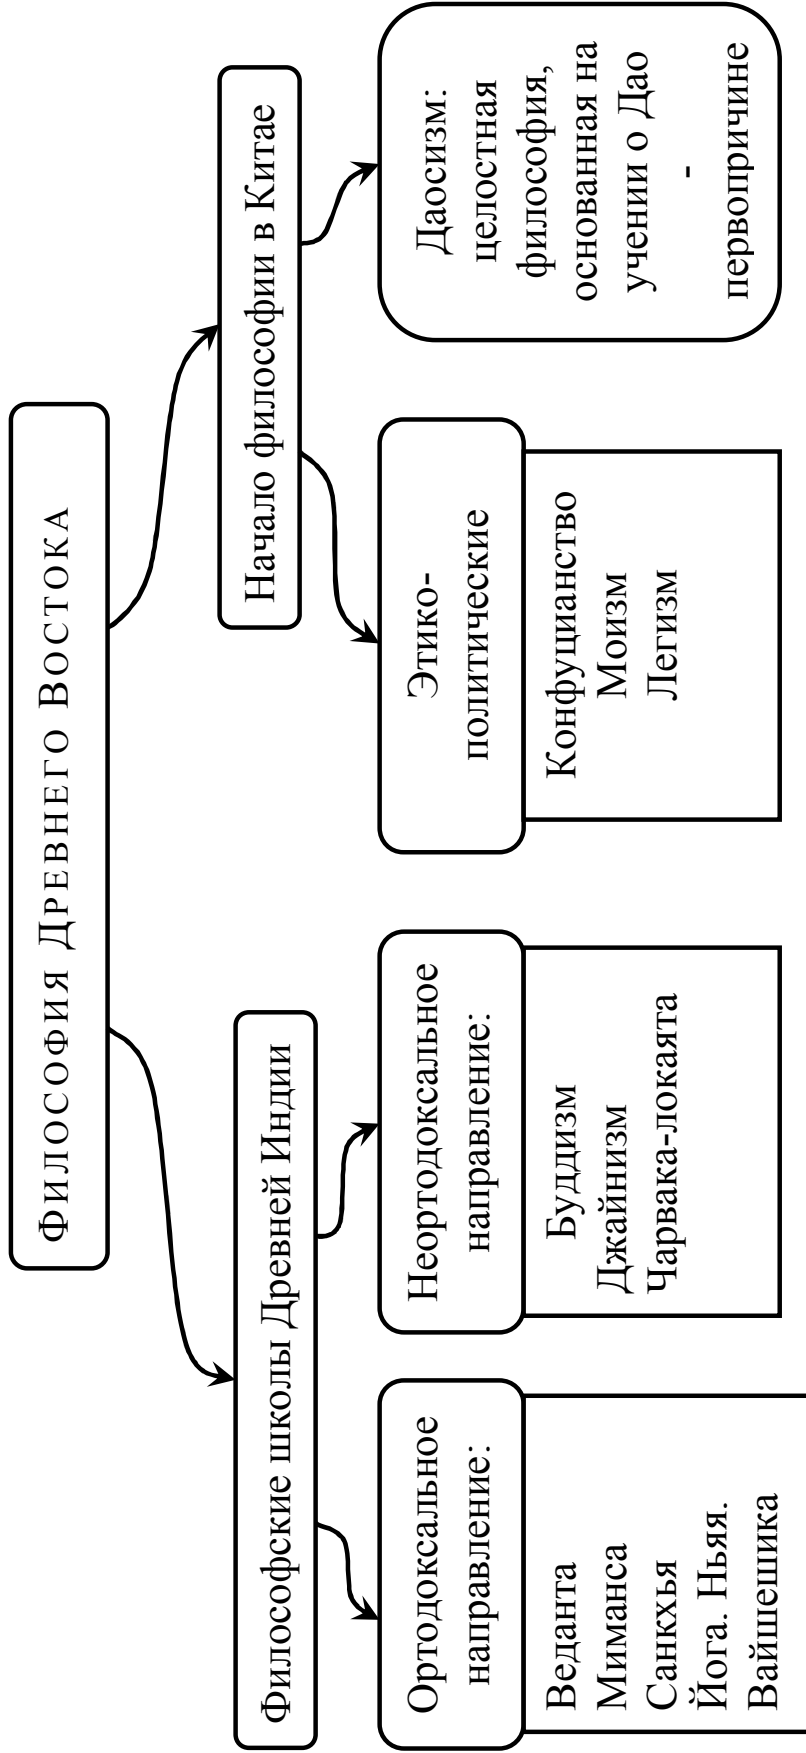 ФИЛОСОФИЯ ДРЕВНЕГО ВОСТОКА
Философские школы Древней Индии
Начало философии в Китае
Ортодоксальное
направление:
Веданта
Миманса
Санкхья
Йога. Ньяя.
Вайшешика
Неортодоксальное
направление:
Буддизм
Джайнизм
Чарвака-локаята
Этико-
политические
Конфуцианство
Моизм
Легизм
Даосизм:
целостная
философия,
основанная на
учении о Дао
-
первопричине